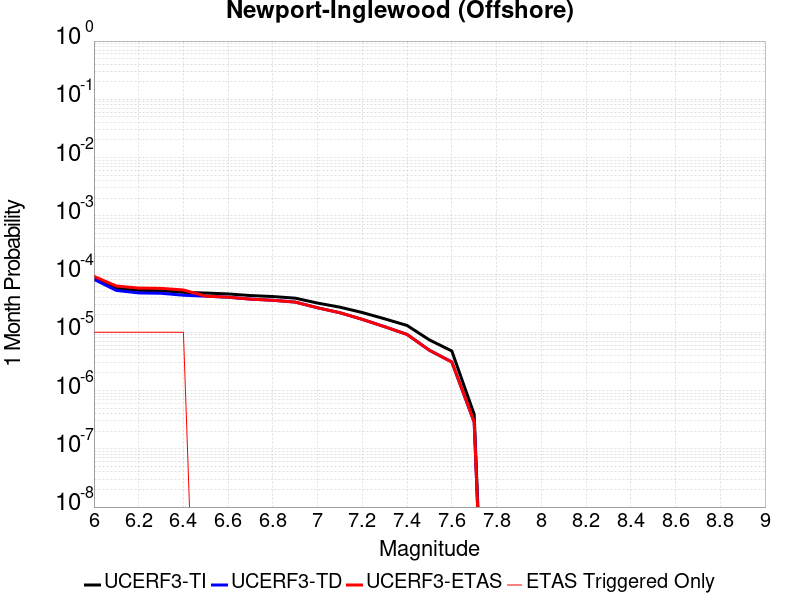 Newport-Inglewood (Offshore)
10^0
10^-1
10^-2
10^-3
10^-4
10^-5
10^-6
10^-7
10^-8
1 Month Probability
6 6.2 6.4 6.6 6.8 7 7.2 7.4 7.6 7.8 8 8.2 8.4 8.6 8.8 9
Magnitude
UCERF3-TI UCERF3-TD UCERF3-ETAS ETAS Triggered Only